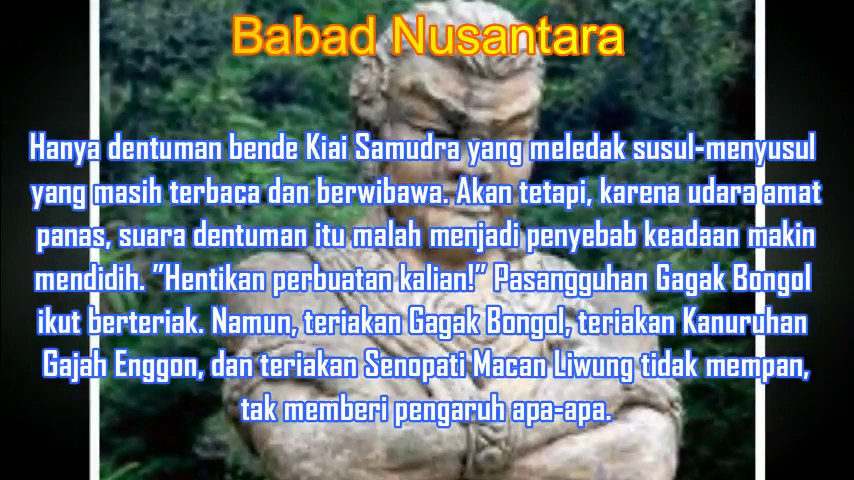 Babad Nusantara
Hanya dentuman bende Kiai Samudra yang meledak susul-menyusul
yang masih terbaca dan berwibawa. Akan tetapi, karena udara amat
panas, suara dentuman itu malah menjadi penyebab keadaan makin
mendidih. "Hentikan perbuatan kalian!" Pasangguhan Gagak Bongol
ikut berteriak. Namun, teriakan Gagak Bongol, teriakan Kanuruhan
Gajah Enggon, dan teriakan Senopati Macan Liwung tidak mempan,
tak memberi pengaruh apa-apa.